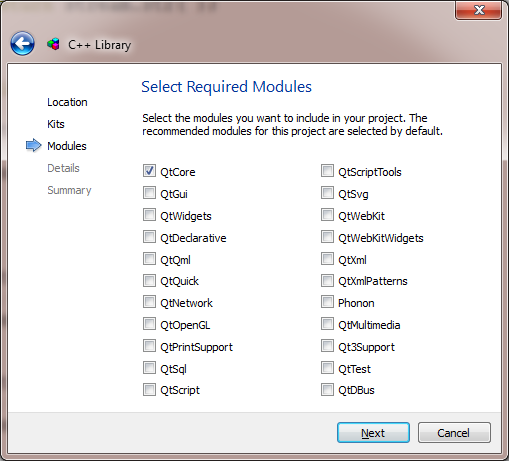 C++ Library
Select Required Modules
Location
Kits
Modules
Details
Summary
Select the modules you want to include in your project. The
recommended modules for this project are selected by default.
QtCore
QtGui
QtWidgets
QtDeclarative
QtQml
QtQuick
QtNetwork
QtOpenGL
QtPrintSupport
QtSql
QtScript
QtScriptTools
QtSvg
QtWebKit
QtWebKitWidgets
QtXml
QtXmlPatterns
Phonon
QtMultimedia
Qt3Support
QtTest
QtDBus
Next
Cancel